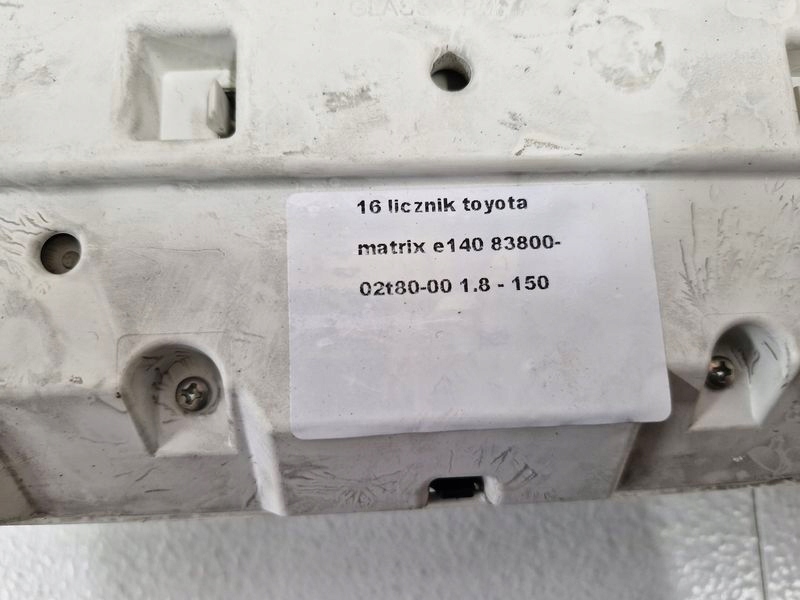 16 licznik toyota
matrix e140 83800-
02t80-00 1.8 - 150